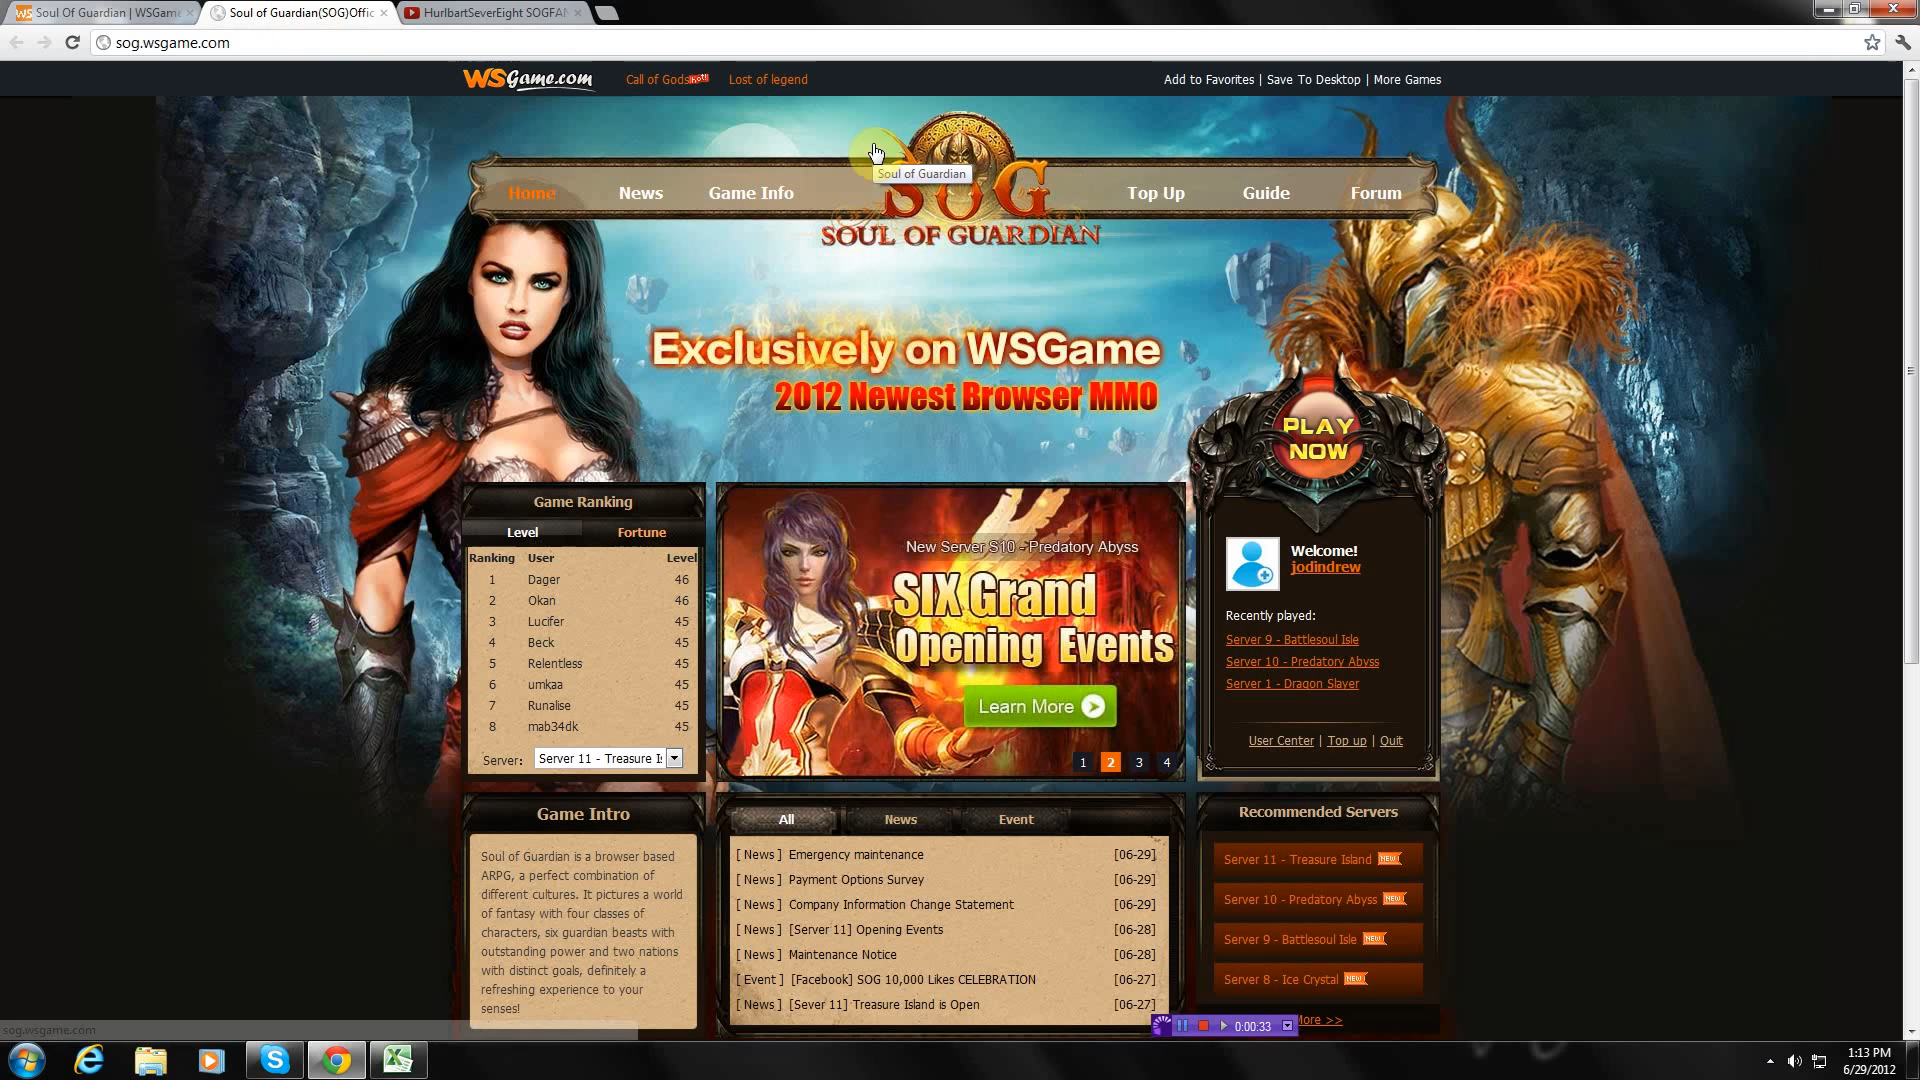 Soul Of Guardian | WSGame
Soul of Guardian(SOG)Offic
HurlbartSeverEight SOGFAN
sog.wsgame.com
WSGame.com
Call of Gods
Lost of legend
Add to Favorites | Save To Desktop | More Games
Home
News
Game Info
SOG
SOUL OF GUARDIAN
Soul of Guardian
Top Up
Guide
Forum
Exclusively on WSGame
2012 Newest Browser MMO
PLAY
NOW
Game Ranking
Level Fortune
Ranking User Level
1 Dager 46
2 Okan 46
3 Lucifer 45
4 Beck 45
5 Relentless 45
6 umkaa 45
7 Runalise 45
8 mab34dk 45
Server: Server 11 - Treasure Is
New Server S10 - Predatory Abyss
SIX Grand
Opening Events
Learn More
1 2 3 4
Welcome!
jodindrew
Recently played:
Server 9 - Battlesoul Isle
Server 10 - Predatory Abyss
Server 1 - Dragon Slayer
User Center | Top up | Quit
Game Intro
Soul of Guardian is a browser based
ARPG, a perfect combination of
different cultures. It pictures a world
of fantasy with four classes of
characters, six guardian beasts with
outstanding power and two nations
with distinct goals, definitely a
refreshing experience to your
senses!
All News Event
[ News ] Emergency maintenance [06-29]
[ News ] Payment Options Survey [06-29]
[ News ] Company Information Change Statement [06-29]
[ News ] [Server 11] Opening Events [06-28]
[ News ] Maintenance Notice [06-28]
[ Event ] [Facebook] SOG 10,000 Likes CELEBRATION [06-27]
[ News ] [Sever 11] Treasure Island is Open [06-27]
Recommended Servers
Server 11 - Treasure Island NEW
Server 10 - Predatory Abyss NEW
Server 9 - Battlesoul Isle NEW
Server 8 - Ice Crystal NEW
More >>
0:00:33
sog.wsgame.com
1:13 PM
6/29/2012